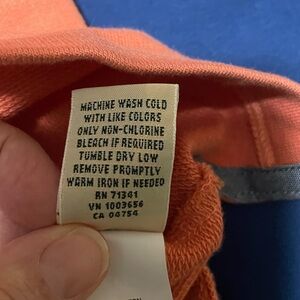 MACHINE WASH COLD
WITH LIKE COLORS
ONLY NON-CHLORINE
BLEACH IF REQUIRED
TUMBLE DRY LOW
REMOVE PROMPTLY
WARM IRON IF NEEDED
RN 71341
VN 1003656
CA 04754